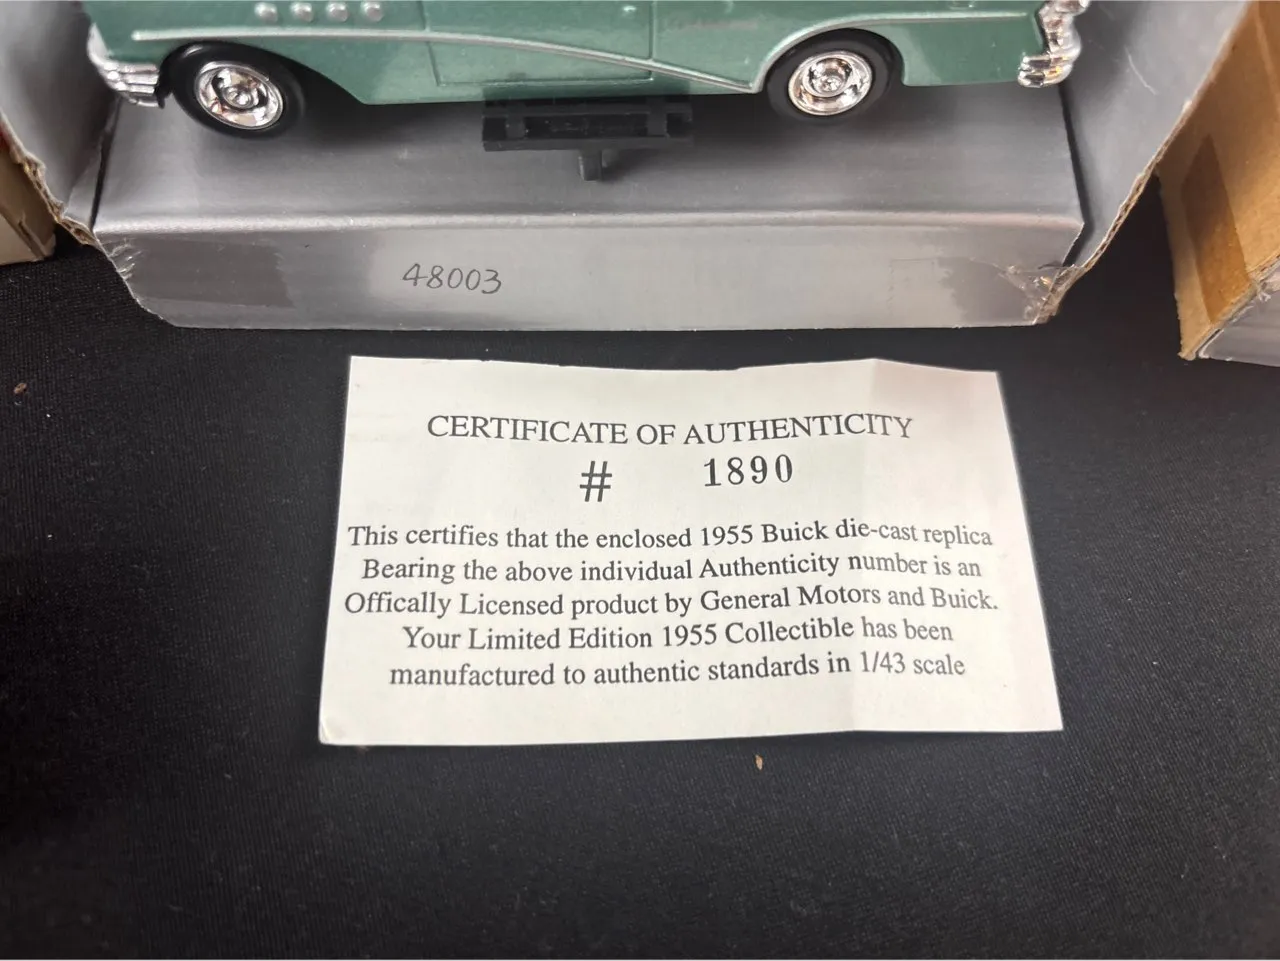 48003
CERTIFICATE OF AUTHENTICITY
# 1890
This certifies that the enclosed 1955 Buick die-cast replica
Bearing the above individual Authenticity number is an
Offically Licensed product by General Motors and Buick.
Your Limited Edition 1955 Collectible has been
manufactured to authentic standards in 1/43 scale